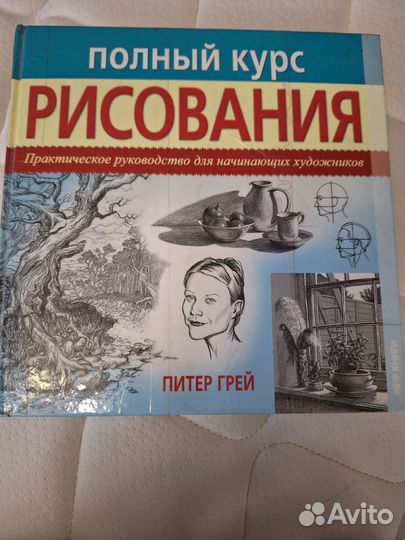 ПОЛНЫЙ КУРС
РИСОВАНИЯ
Практическое руководство для начинающих художников
ПИТЕР ГРЕЙ
Avito